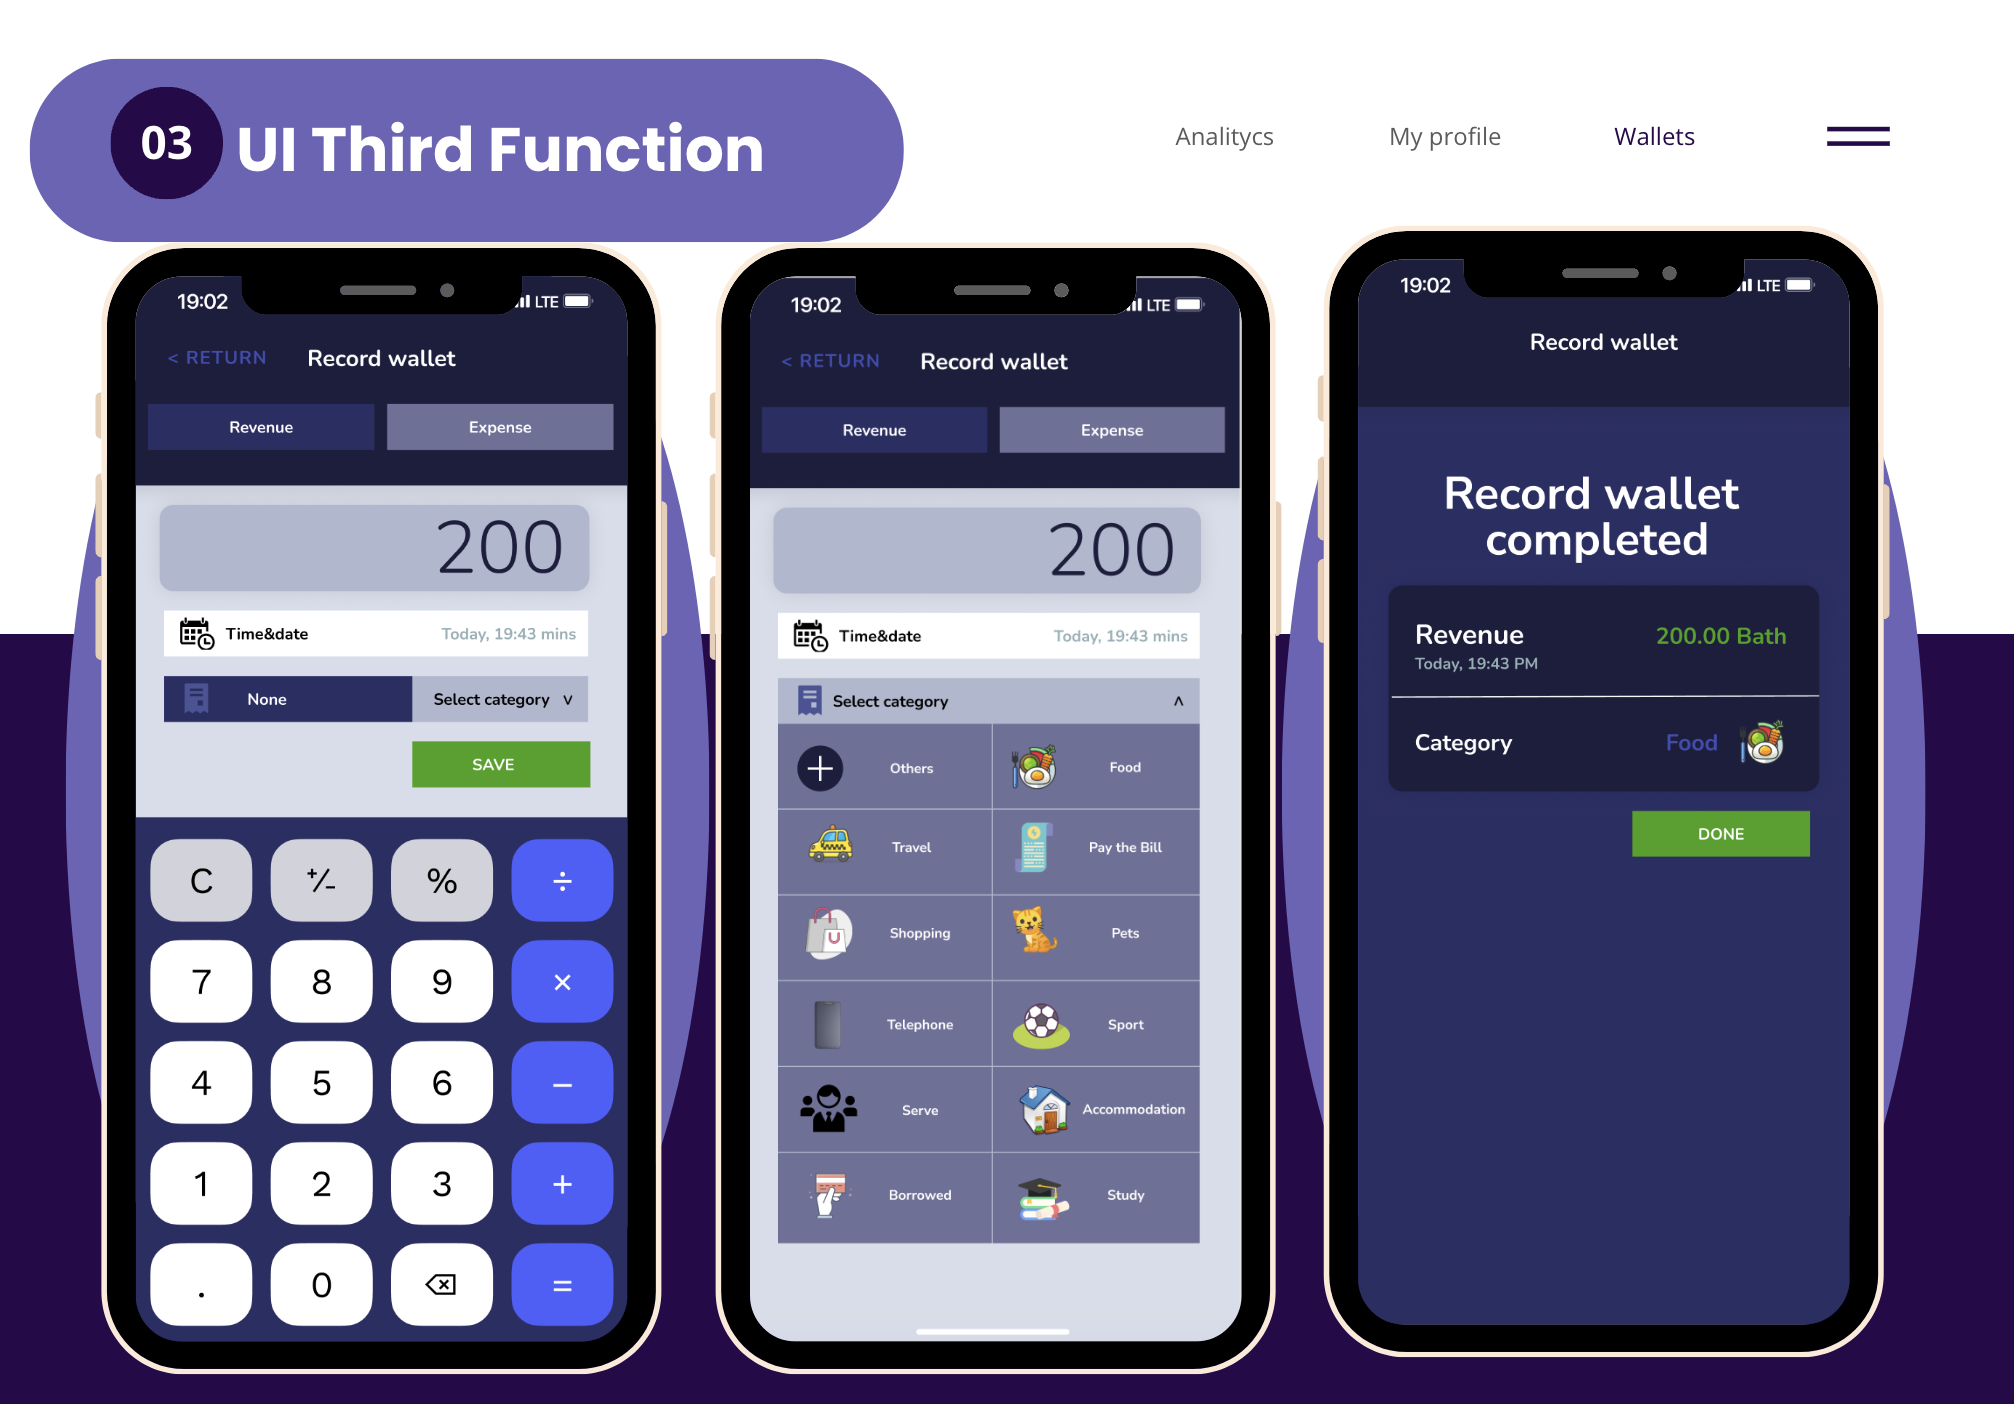 03 UI Third Function
Analitycs My profile Wallets
19:02 LTE
< RETURN Record wallet
Revenue Expense
200
Time&date Today, 19:43 mins
None Select category v
SAVE
C +/- % ÷
7 8 9 ×
4 5 6 −
1 2 3 +
. 0 =
19:02 LTE
< RETURN Record wallet
Revenue Expense
200
Time&date Today, 19:43 mins
Select category ^
Others Food
Travel Pay the Bill
Shopping Pets
Telephone Sport
Serve Accommodation
Borrowed Study
19:02 LTE
Record wallet
Record wallet
completed
Revenue 200.00 Bath
Today, 19:43 PM
Category Food
DONE